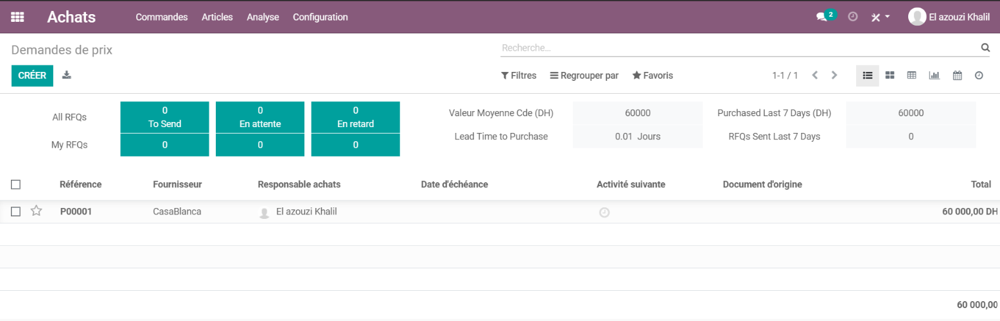 Achats Commandes Articles Analyse Configuration 2 El azouzi Khalil
Demandes de prix Recherche...
CRÉER Filtres Regrouper par Favoris 1-1 / 1
All RFQs 0 To Send 0 En attente 0 En retard Valeur Moyenne Cde (DH) 60000 Purchased Last 7 Days (DH) 60000
My RFQs 0 0 0 Lead Time to Purchase 0.01 Jours RFQs Sent Last 7 Days 0
Référence Fournisseur Responsable achats Date d'échéance Activité suivante Document d'origine Total
P00001 CasaBlanca El azouzi Khalil 60 000,00 DH
60 000,00